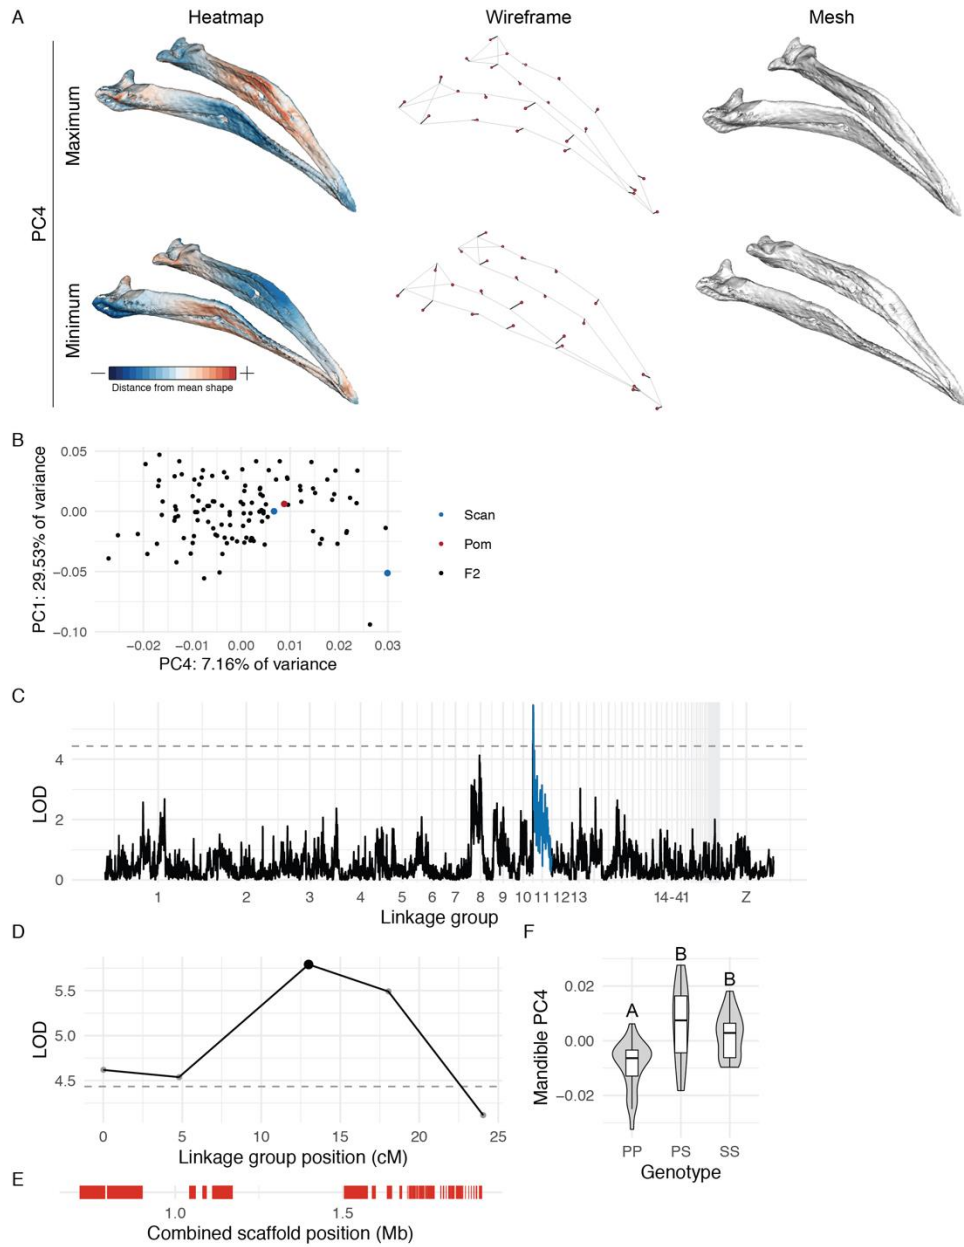 A
Heatmap
Wireframe
Mesh
PC4
Maximum
Minimum
— +
Distance from mean shape
B
PC1: 29.53% of variance
0.05
0.00
−0.05
−0.10
−0.02 −0.01 0.00 0.01 0.02 0.03
PC4: 7.16% of variance
Scan
Pom
F2
C
LOD
4
2
0
1 2 3 4 5 6 7 8 9 10 11 12 13 14-41 Z
Linkage group
D
LOD
5.5
5.0
4.5
0 5 10 15 20 25
Linkage group position (cM)
E
1.0 1.5
Combined scaffold position (Mb)
F
Mandible PC4
0.02
0.00
−0.02
A B B
PP PS SS
Genotype